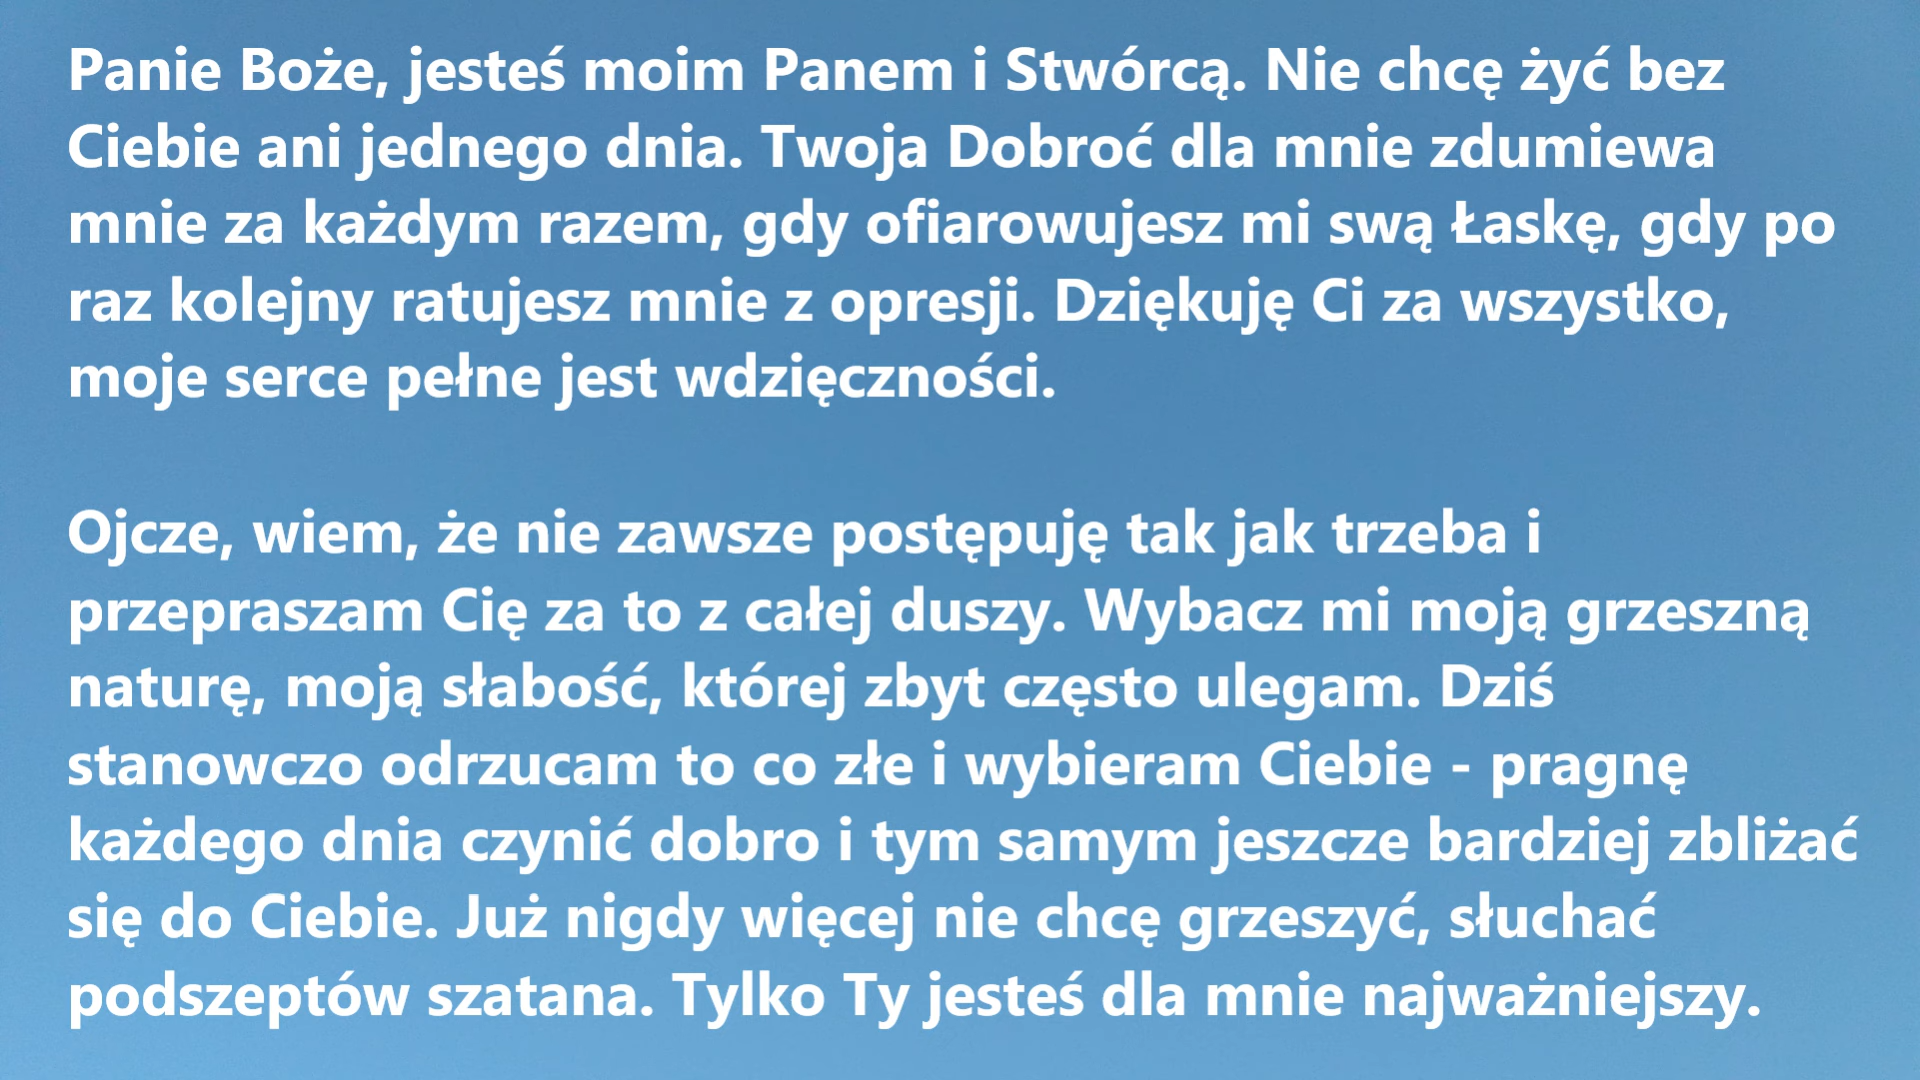 Panie Boże, jesteś moim Panem i Stwórcą. Nie chcę żyć bez
Ciebie ani jednego dnia. Twoja Dobroć dla mnie zdumiewa
mnie za każdym razem, gdy ofiarowujesz mi swą Łaskę, gdy po
raz kolejny ratujesz mnie z opresji. Dziękuję Ci za wszystko,
moje serce pełne jest wdzięczności.

Ojcze, wiem, że nie zawsze postępuję tak jak trzeba i
przepraszam Cię za to z całej duszy. Wybacz mi moją grzeszną
naturę, moją słabość, której zbyt często ulegam. Dziś
stanowczo odrzucam to co złe i wybieram Ciebie - pragnę
każdego dnia czynić dobro i tym samym jeszcze bardziej zbliżać
się do Ciebie. Już nigdy więcej nie chcę grzeszyć, słuchać
podszeptów szatana. Tylko Ty jesteś dla mnie najważniejszy.